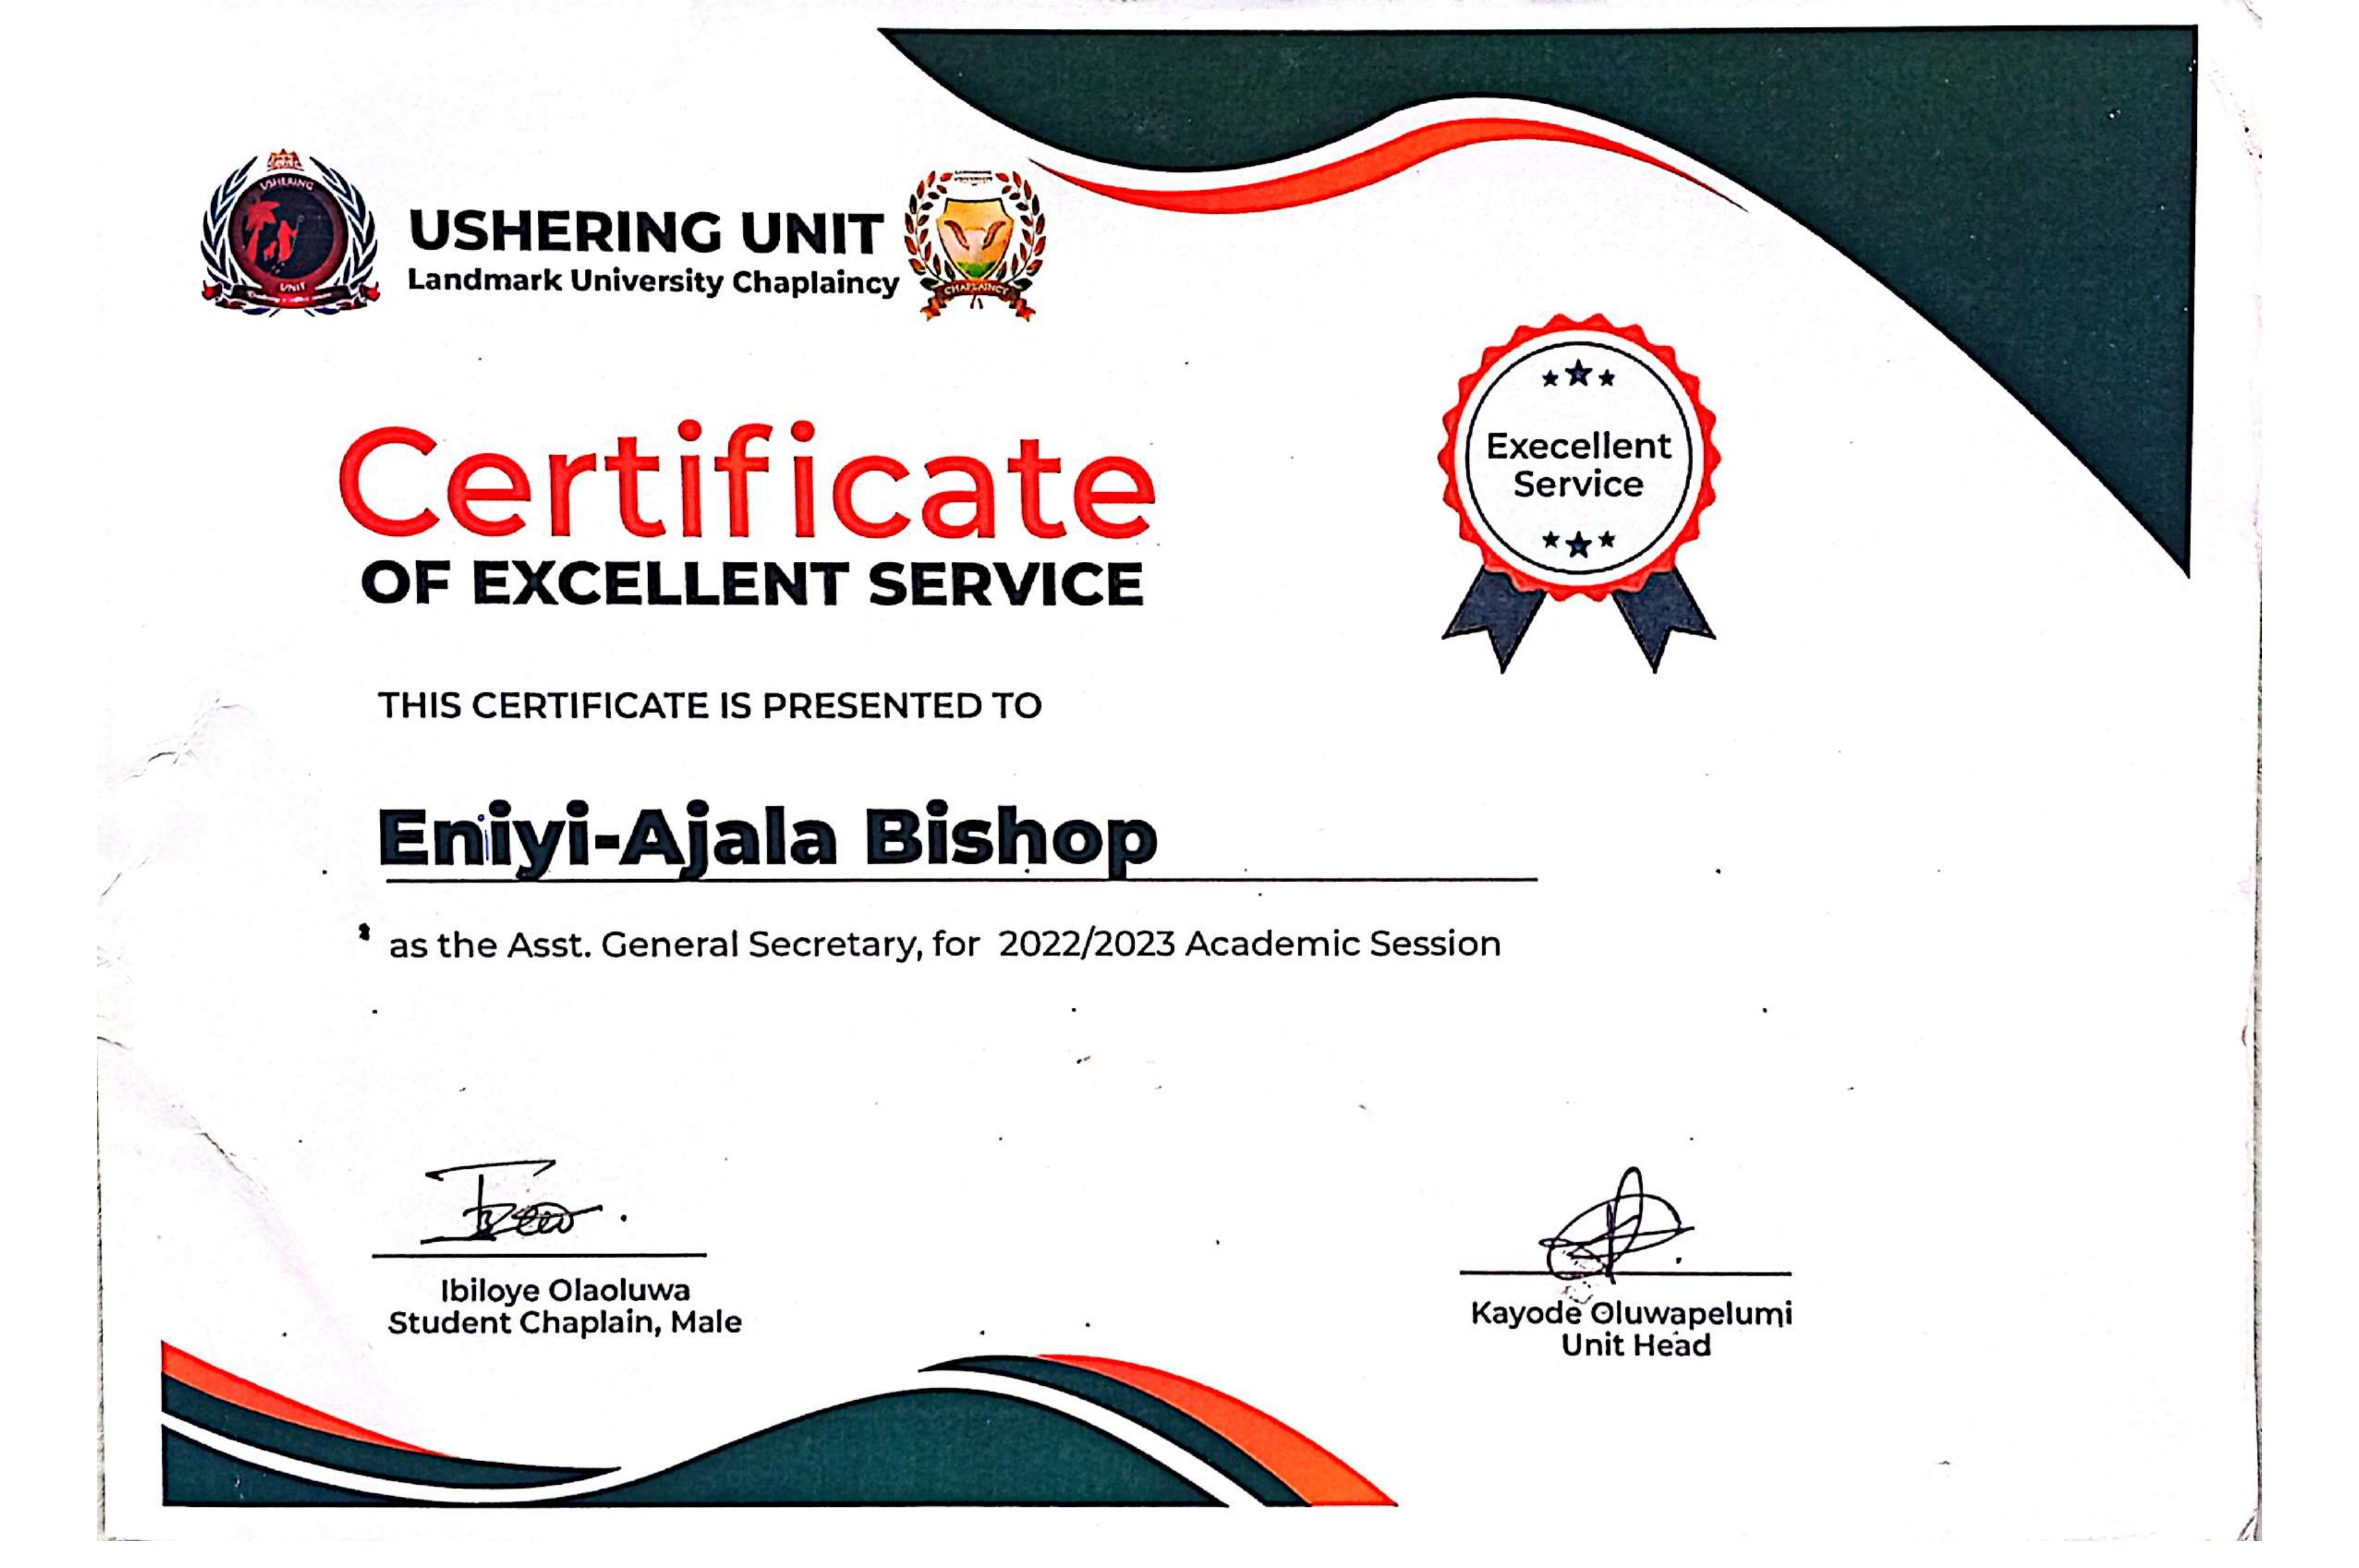 USHERING
UNIT
USHERING UNIT
Landmark University Chaplaincy
CHAPLAINCY
Certificate
OF EXCELLENT SERVICE
Execellent
Service
THIS CERTIFICATE IS PRESENTED TO
Eniyi-Ajala Bishop
as the Asst. General Secretary, for 2022/2023 Academic Session
Ibiloye Olaoluwa
Student Chaplain, Male
Kayode Oluwapelumi
Unit Head